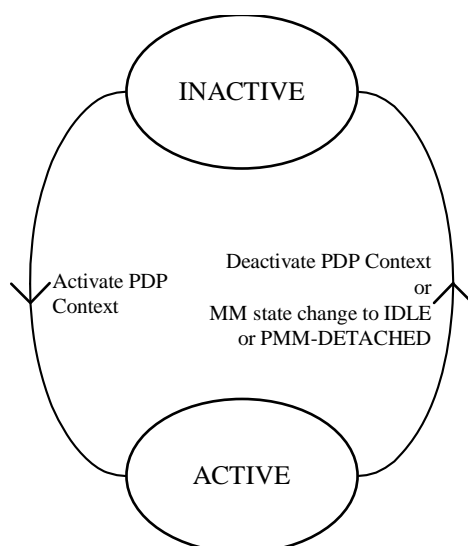 INACTIVE
Activate PDP
Context
Deactivate PDP Context
or
MM state change to IDLE
or PMM-DETACHED
ACTIVE